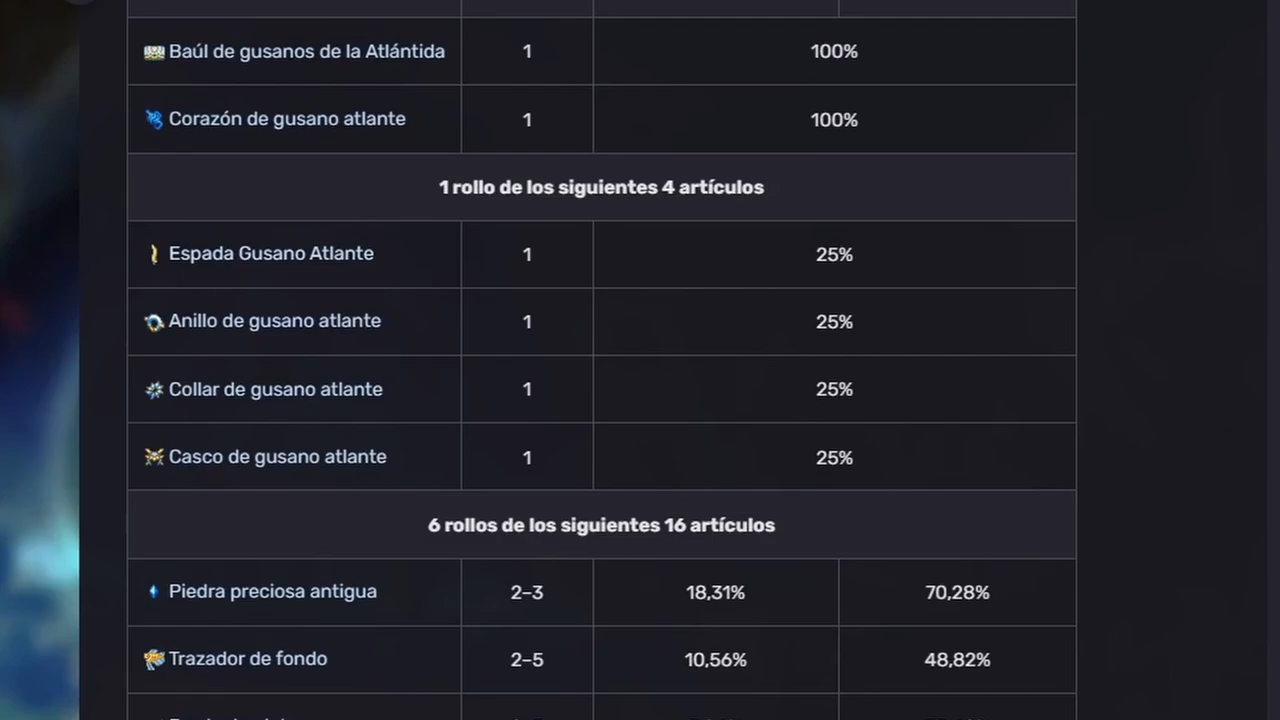 Baúl de gusanos de la Atlántida 1 100%
Corazón de gusano atlante 1 100%
1 rollo de los siguientes 4 artículos
Espada Gusano Atlante 1 25%
Anillo de gusano atlante 1 25%
Collar de gusano atlante 1 25%
Casco de gusano atlante 1 25%
6 rollos de los siguientes 16 artículos
Piedra preciosa antigua 2–3 18,31% 70,28%
Trazador de fondo 2–5 10,56% 48,82%